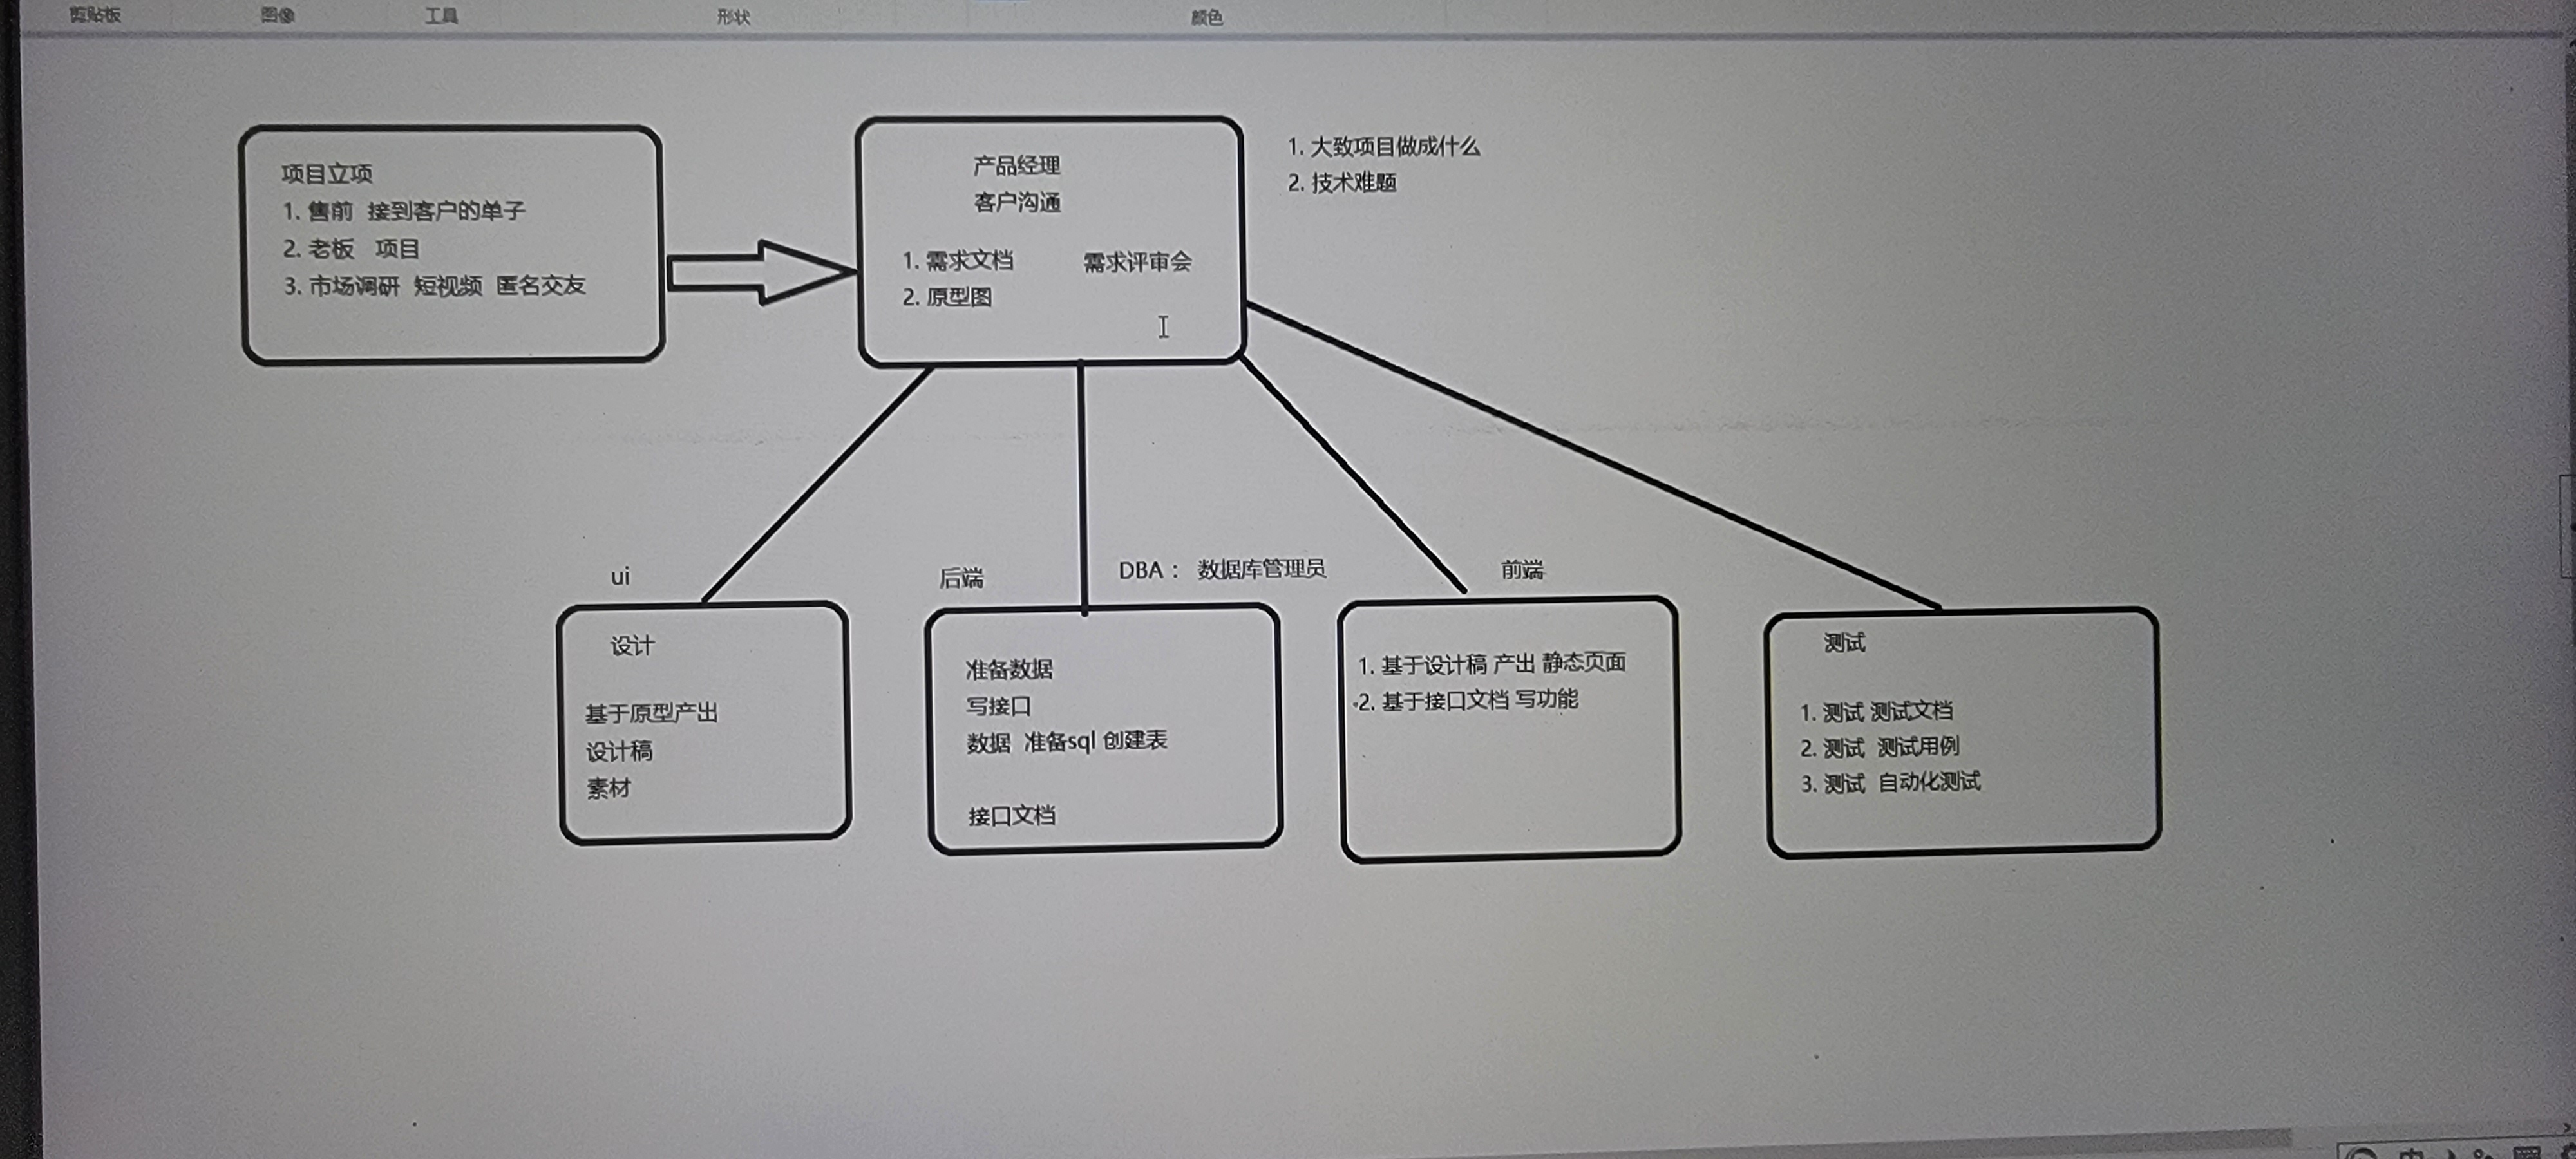 剪贴板 图像 工具 形状 颜色
项目立项
1. 售前 接到客户的单子
2. 老板 项目
3. 市场调研 短视频 匿名交友
产品经理
客户沟通
1. 需求文档 需求评审会
2. 原型图
1. 大致项目做成什么
2. 技术难题
ui
设计
基于原型产出
设计稿
素材
后端
DBA： 数据库管理员
准备数据
写接口
数据 准备sql 创建表
接口文档
前端
1. 基于设计稿 产出 静态页面
2. 基于接口文档 写功能
测试
1. 测试 测试文档
2. 测试 测试用例
3. 测试 自动化测试